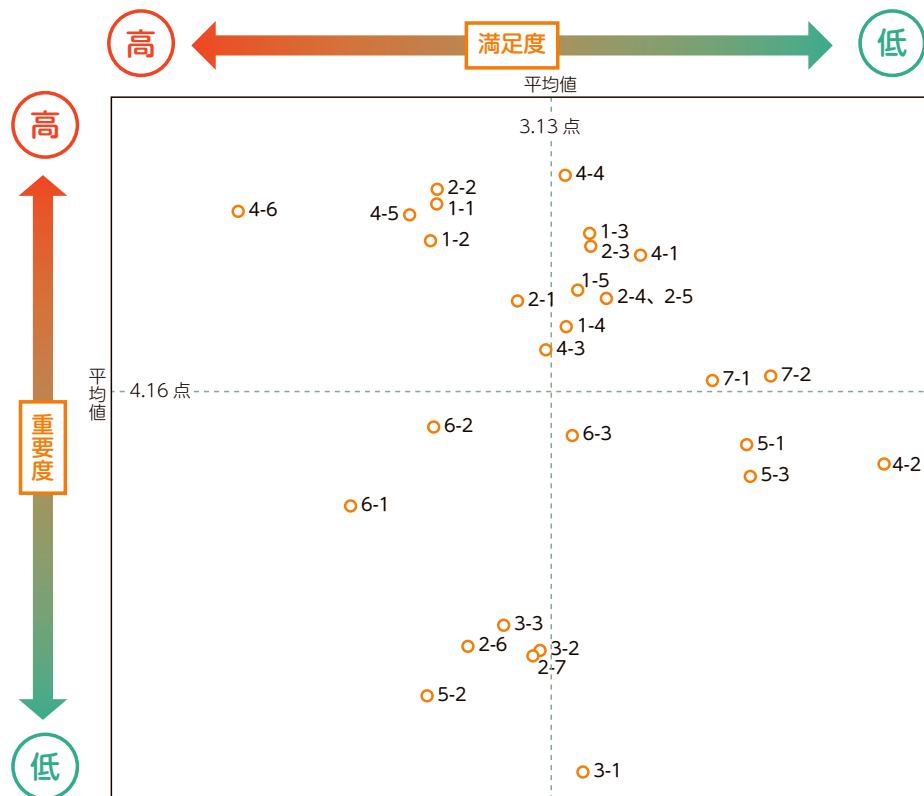 高
満足度
低
平均値
高
3.13 点
4-4
2-2
1-1
4-6
4-5
1-2
1-3
2-3
4-1
1-5
2-4、2-5
2-1
1-4
4-3
7-2
7-1
平均値
4.16 点
重要度
6-2
6-3
5-1
4-2
5-3
6-1
3-3
2-6
3-2
2-7
5-2
低
3-1